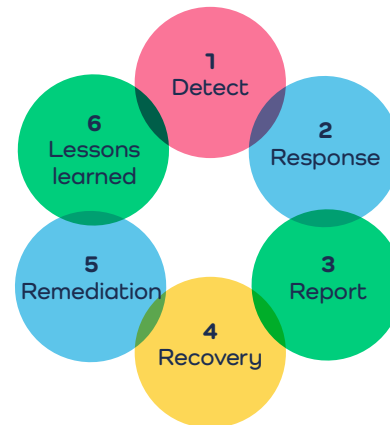 1
Detect
2
Response
3
Report
4
Recovery
5
Remediation
6
Lessons
learned